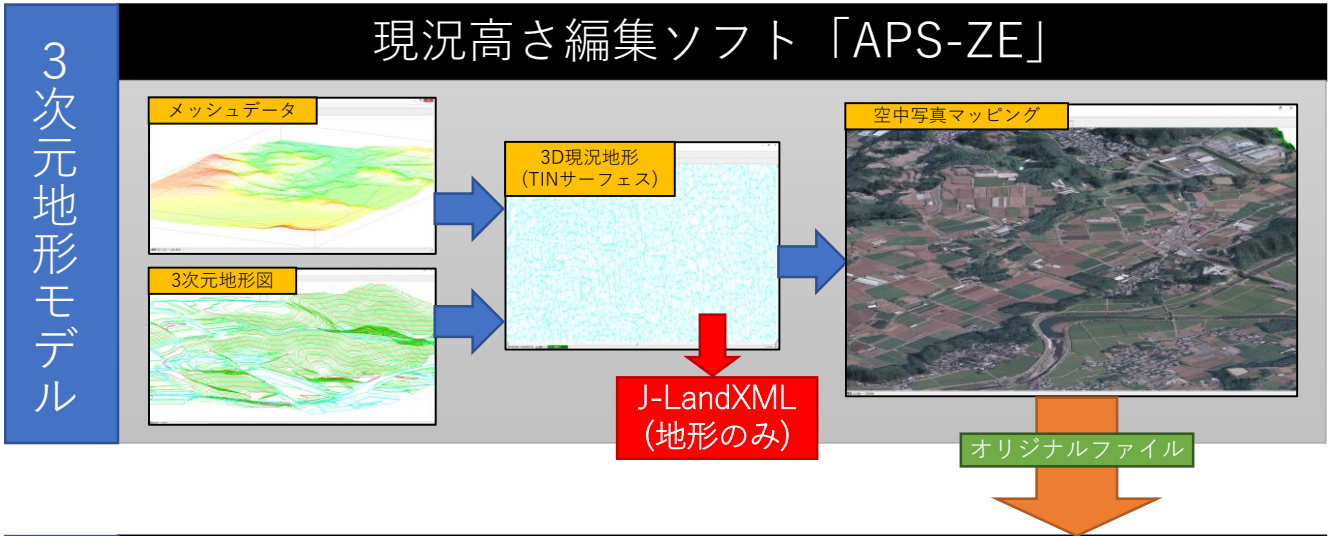 3次元地形モデル
現況高さ編集ソフト「APS-ZE」
メッシュデータ
3次元地形図
3D現況地形
(TINサーフェス)
空中写真マッピング
J-LandXML
(地形のみ)
オリジナルファイル